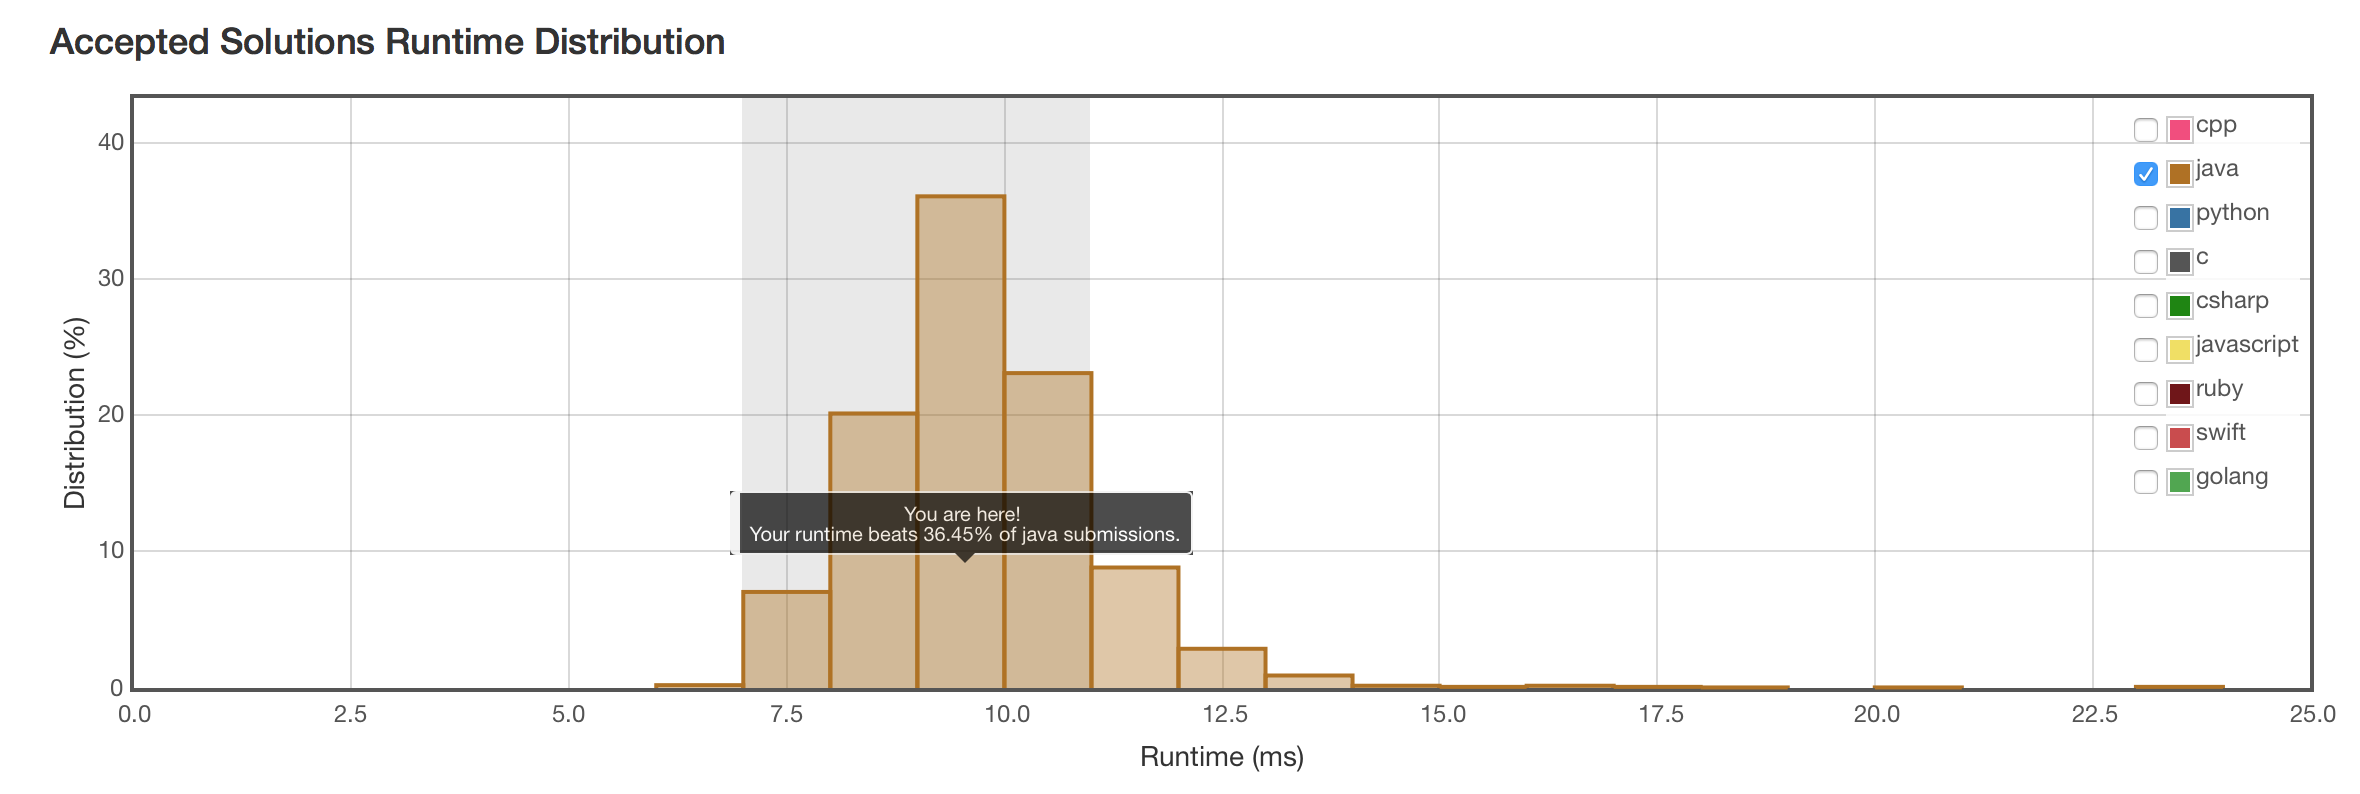 Accepted Solutions Runtime Distribution
Distribution (%)
40
30
20
10
0
cpp
java
python
c
csharp
javascript
ruby
swift
golang
You are here!
Your runtime beats 36.45% of java submissions.
0.0 2.5 5.0 7.5 10.0 12.5 15.0 17.5 20.0 22.5 25.0
Runtime (ms)